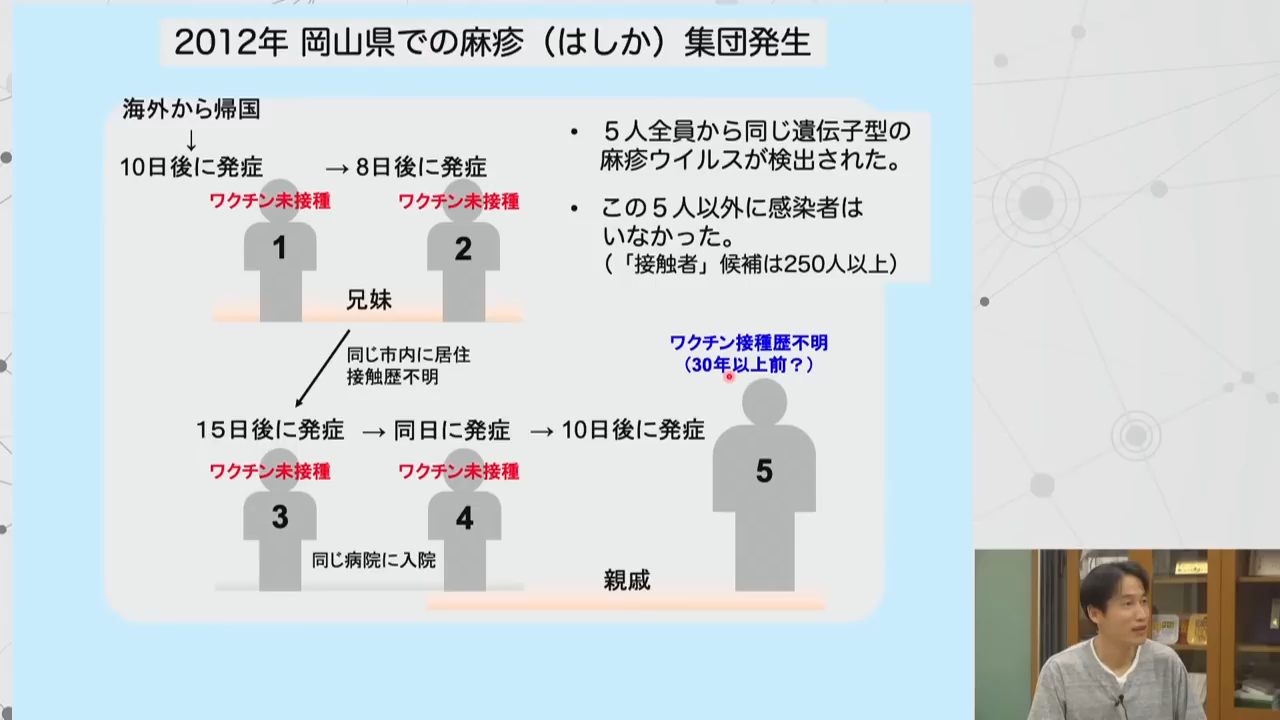 2012年 岡山県での麻疹（はしか）集団発生
海外から帰国
↓
10日後に発症
→ 8日後に発症
ワクチン未接種
ワクチン未接種
1
2
兄妹
・ ５人全員から同じ遺伝子型の
麻疹ウイルスが検出された。
・ この５人以外に感染者は
いなかった。
（「接触者」候補は250人以上）
同じ市内に居住
接触歴不明
ワクチン接種歴不明
（30年以上前？）
15日後に発症
→ 同日に発症
→ 10日後に発症
ワクチン未接種
ワクチン未接種
3
4
5
同じ病院に入院
親戚